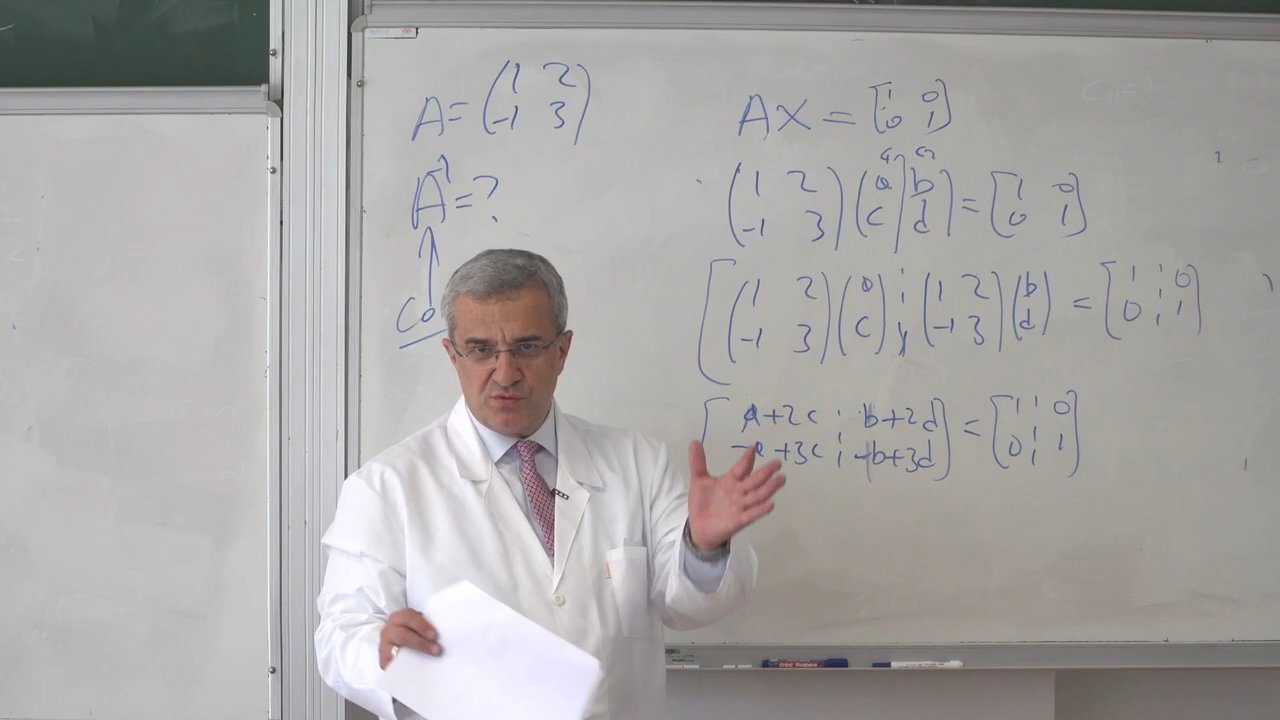 A = (1 2
-1 3)
A⁻¹ = ?
Co
AX = [1 0
0 1]
(1 2
-1 3) (a | b
c | d) = [1 0
0 1]
[(1 2
-1 3) (a
c) ¦ (1 2
-1 3) (b
d) = [1 ¦ 0
0 ¦ 1]
[a+2c ¦ b+2d
-a+3c ¦ -b+3d] = [1 ¦ 0
0 ¦ 1]